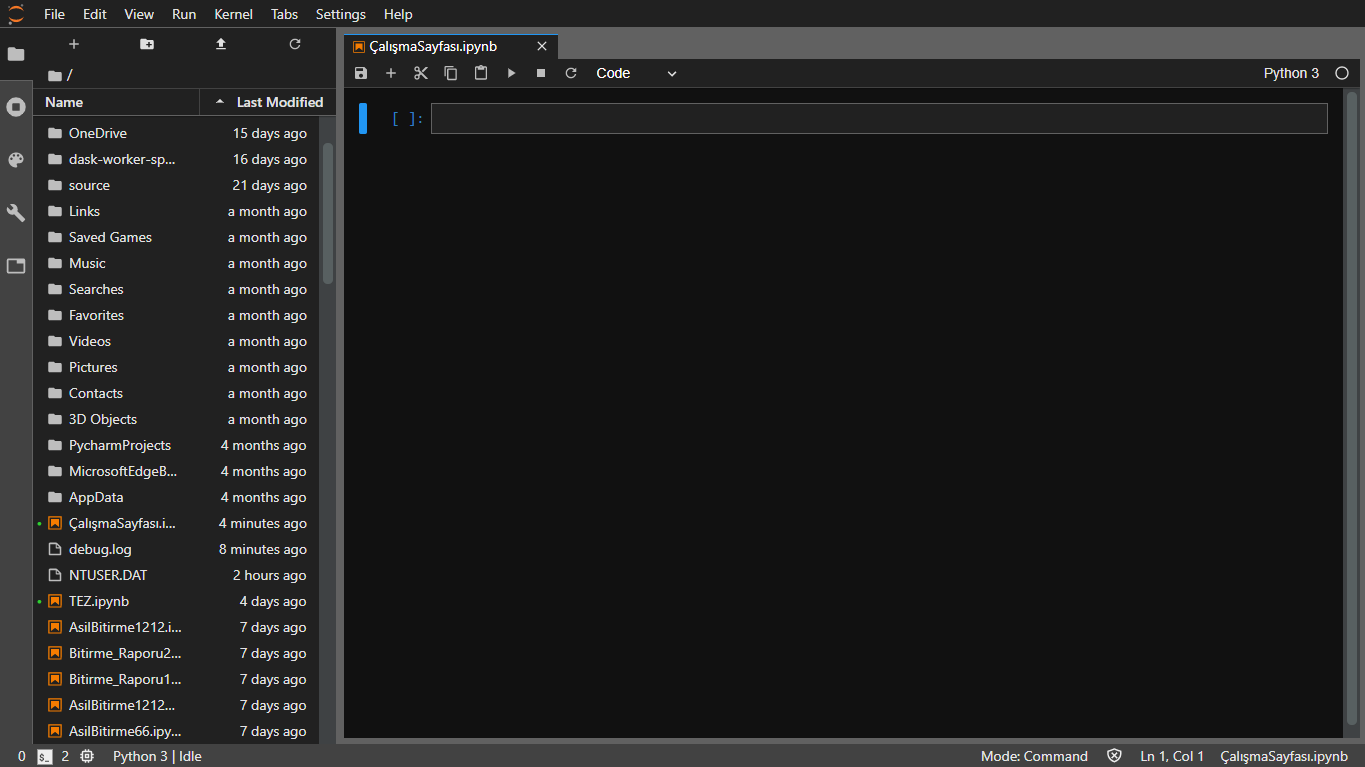 File Edit View Run Kernel Tabs Settings Help
/
Name Last Modified
OneDrive 15 days ago
dask-worker-sp... 16 days ago
source 21 days ago
Links a month ago
Saved Games a month ago
Music a month ago
Searches a month ago
Favorites a month ago
Videos a month ago
Pictures a month ago
Contacts a month ago
3D Objects a month ago
PycharmProjects 4 months ago
MicrosoftEdgeB... 4 months ago
AppData 4 months ago
ÇalışmaSayfası.i... 4 minutes ago
debug.log 8 minutes ago
NTUSER.DAT 2 hours ago
TEZ.ipynb 4 days ago
AsilBitirme1212.i... 7 days ago
Bitirme_Raporu2... 7 days ago
Bitirme_Raporu1... 7 days ago
AsilBitirme1212... 7 days ago
AsilBitirme66.ipy... 7 days ago
ÇalışmaSayfası.ipynb
Code Python 3
[ ]:
0 $_ 2 Python 3 | Idle Mode: Command Ln 1, Col 1 ÇalışmaSayfası.ipynb